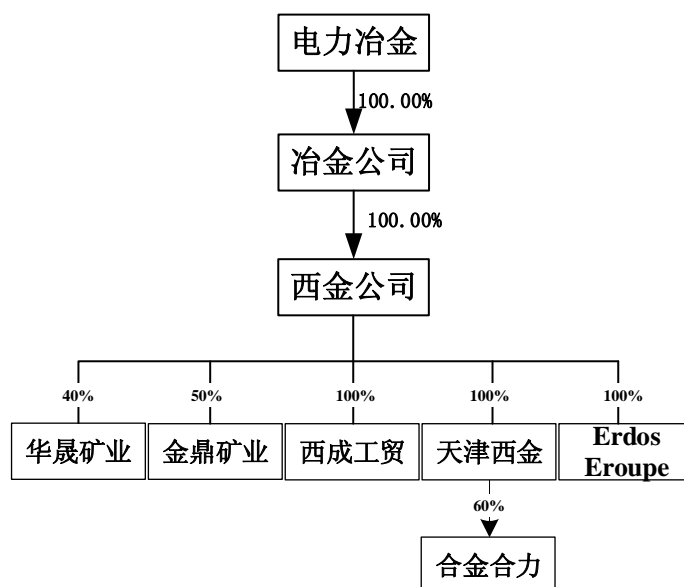 电力冶金
100.00%
冶金公司
100.00%
西金公司
40% 50% 100% 100% 100%
华晟矿业 金鼎矿业 西成工贸 天津西金 Erdos
Eroupe
60%
合金合力